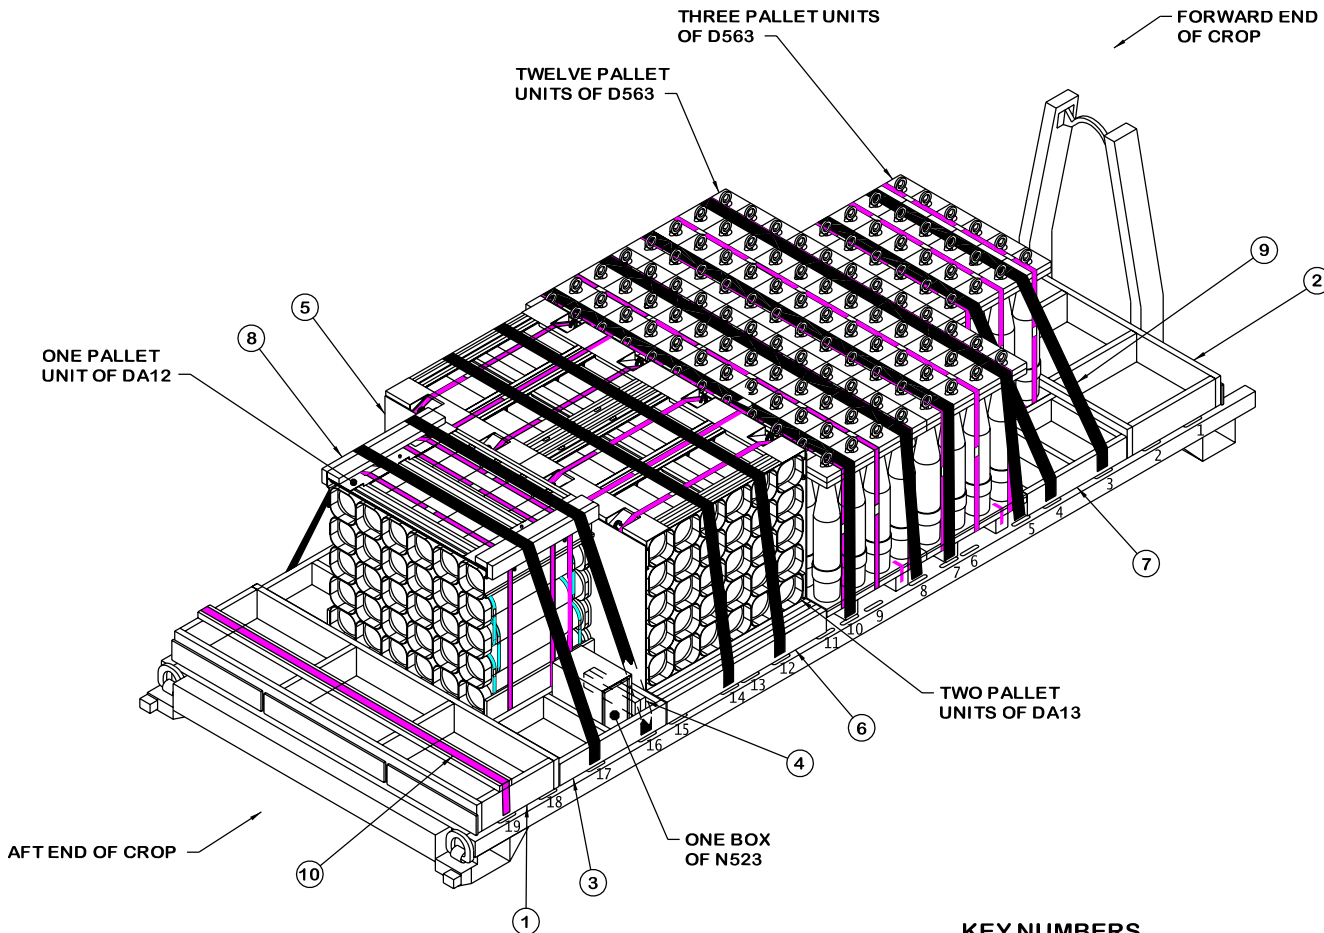 THREE PALLET UNITS
OF D563
FORWARD END
OF CROP
TWELVE PALLET
UNITS OF D563
9
2
5
8
ONE PALLET
UNIT OF DA12
1
2
3
4
5
6
7
8
9
10
11
12
13
14
15
16
17
18
19
7
TWO PALLET
UNITS OF DA13
6
4
ONE BOX
OF N523
AFT END OF CROP
10
3
1
KEY NUMBERS